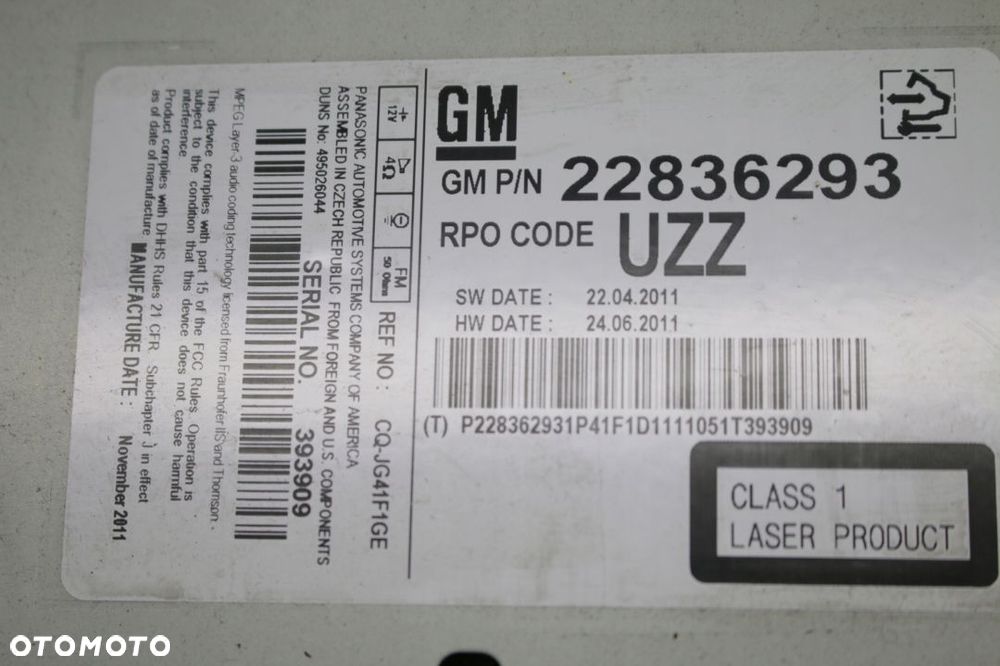 GM
GM P/N 22836293
RPO CODE UZZ
SW DATE : 22.04.2011
HW DATE : 24.06.2011
(T) P228362931P41F1D1111051T393909
CLASS 1
LASER PRODUCT
12V 4Ω FM 50 Ohm
REF NO : CQ-JG41F1GE
PANASONIC AUTOMOTIVE SYSTEMS COMPANY OF AMERICA
ASSEMBLED IN CZECH REPUBLIC FROM FOREIGN AND U.S. COMPONENTS
DUNS No: 495026044
SERIAL NO. 393909
MPEG Layer-3 audio coding technology licensed from Fraunhofer IIS and Thomson.
This device complies with part 15 of the FCC Rules. Operation is
subject to the condition that this device does not cause harmful
interference
Product complies with DHHS Rules 21 CFR Subchapter J in effect
as of date of manufacture
MANUFACTURE DATE : November 2011
OTOMOTO